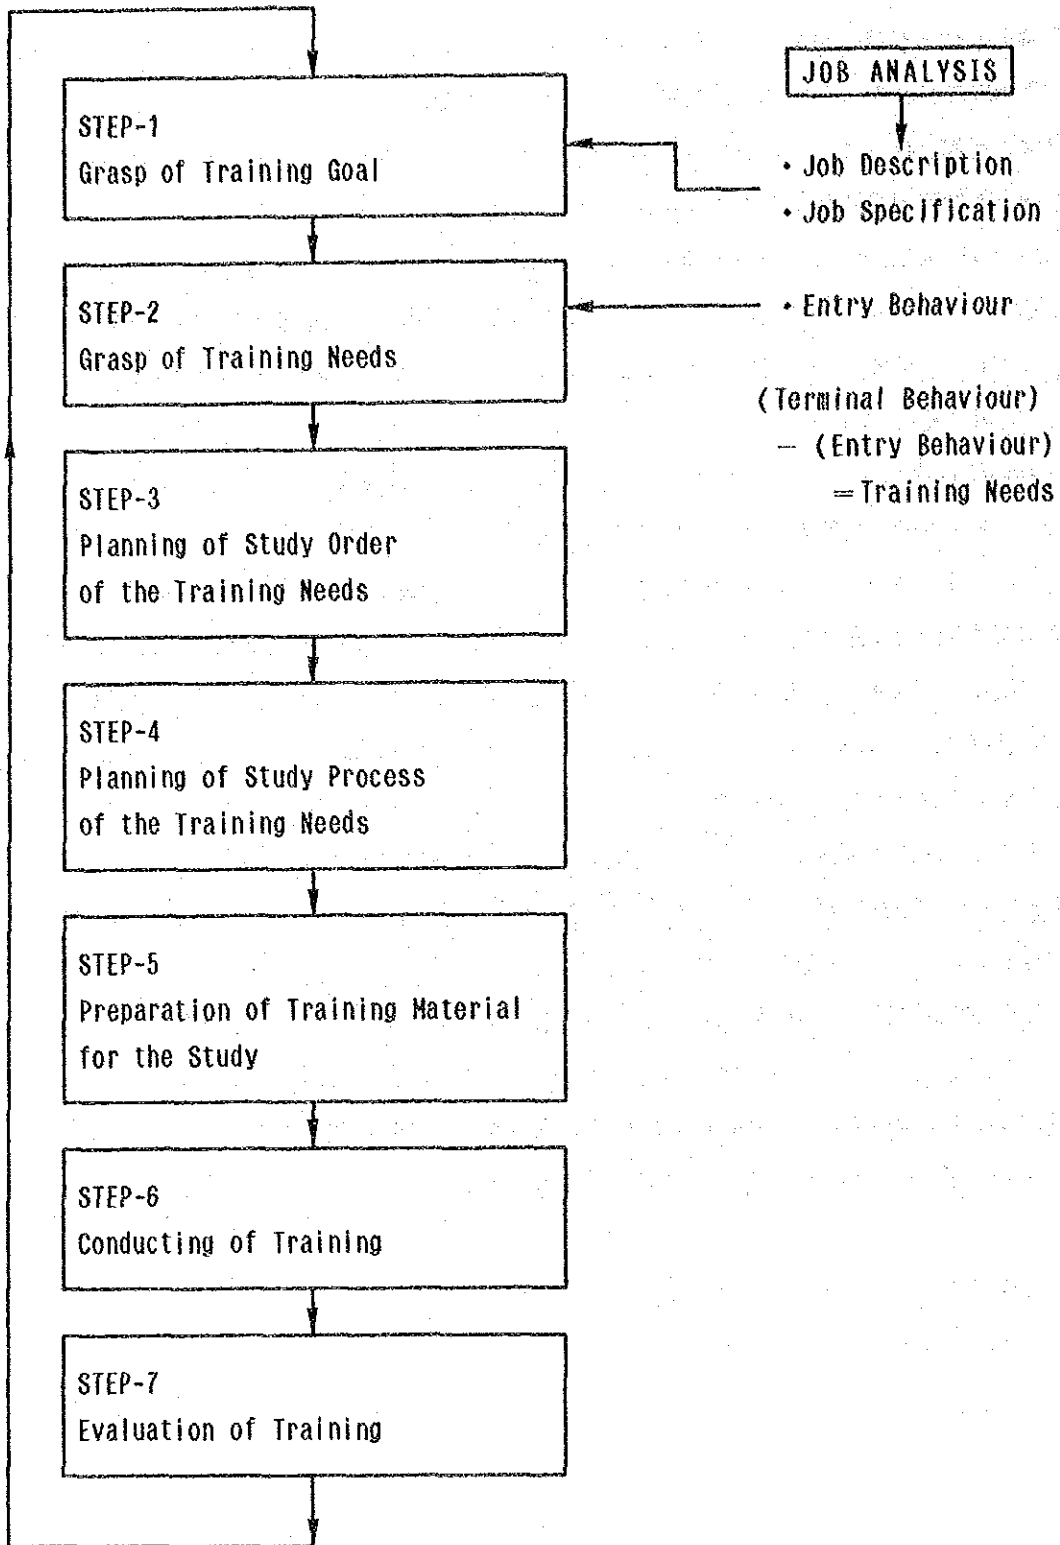 JOB ANALYSIS
STEP-1
Grasp of Training Goal
・Job Description
・Job Specification
STEP-2
Grasp of Training Needs
・Entry Behaviour
(Terminal Behaviour)
－ (Entry Behaviour)
＝Training Needs
STEP-3
Planning of Study Order
of the Training Needs
STEP-4
Planning of Study Process
of the Training Needs
STEP-5
Preparation of Training Material
for the Study
STEP-6
Conducting of Training
STEP-7
Evaluation of Training